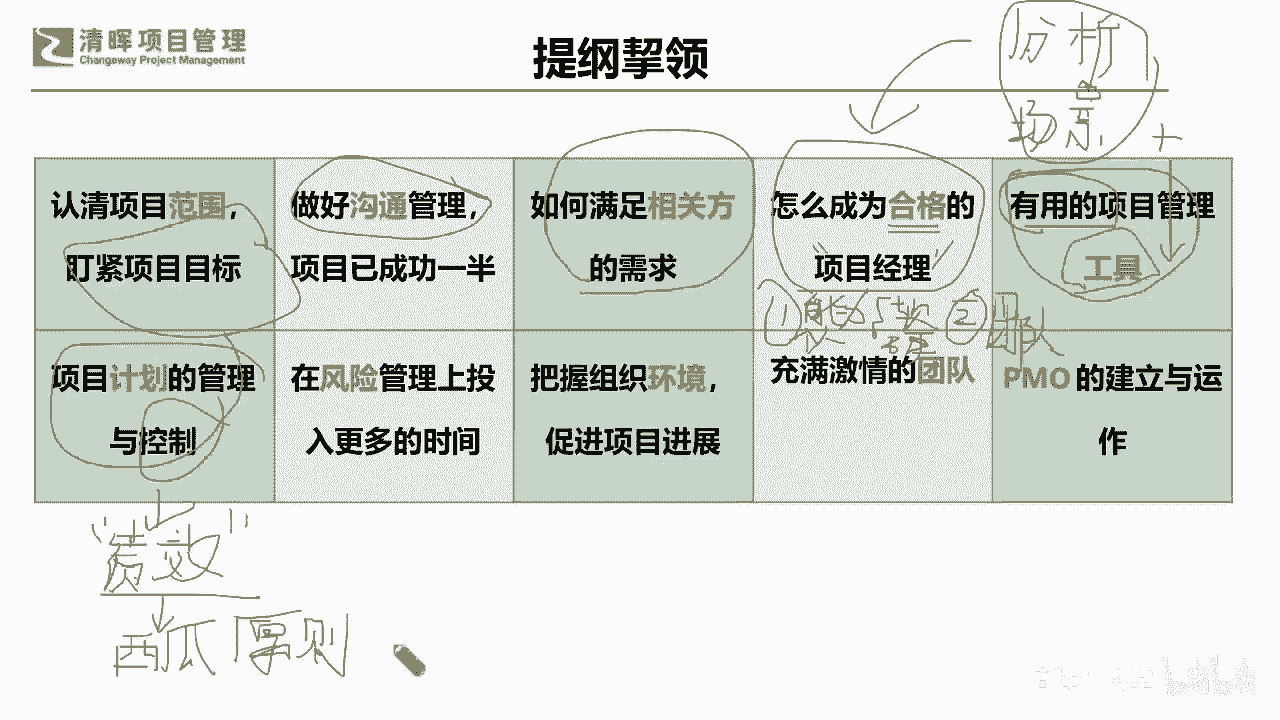 清晖项目管理
Changeway Project Management
提纲挈领
分析
场景
+
认清项目范围,
盯紧项目目标
做好沟通管理,
项目已成功一半
如何满足相关方
的需求
怎么成为合格的
项目经理
有用的项目管理
工具
①能力 ②团队
项目计划的管理
与控制
在风险管理上投
入更多的时间
把握组织环境,
促进项目进展
充满激情的团队
PMO 的建立与运
作
"绩效"
西瓜原则